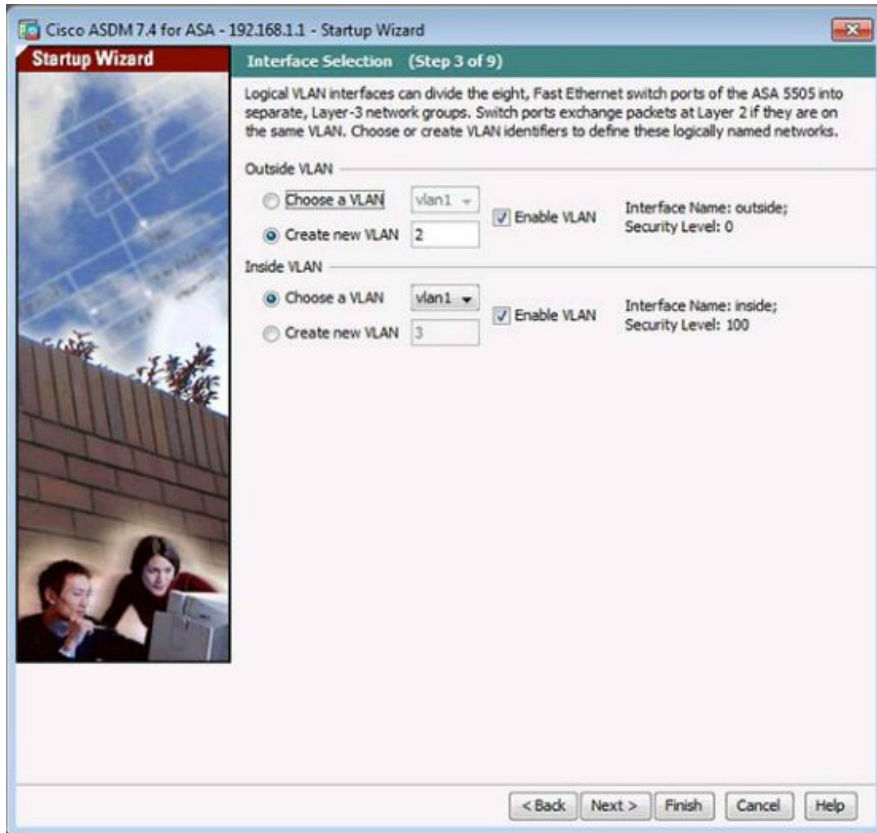 Cisco ASDM 7.4 for ASA - 192.168.1.1 - Startup Wizard
Startup Wizard
Interface Selection (Step 3 of 9)
Logical VLAN interfaces can divide the eight, Fast Ethernet switch ports of the ASA 5505 into
separate, Layer-3 network groups. Switch ports exchange packets at Layer 2 if they are on
the same VLAN. Choose or create VLAN identifiers to define these logically named networks.
Outside VLAN
Choose a VLAN vlan1
Create new VLAN 2
Enable VLAN
Interface Name: outside;
Security Level: 0
Inside VLAN
Choose a VLAN vlan1
Create new VLAN 3
Enable VLAN
Interface Name: inside;
Security Level: 100
< Back Next > Finish Cancel Help